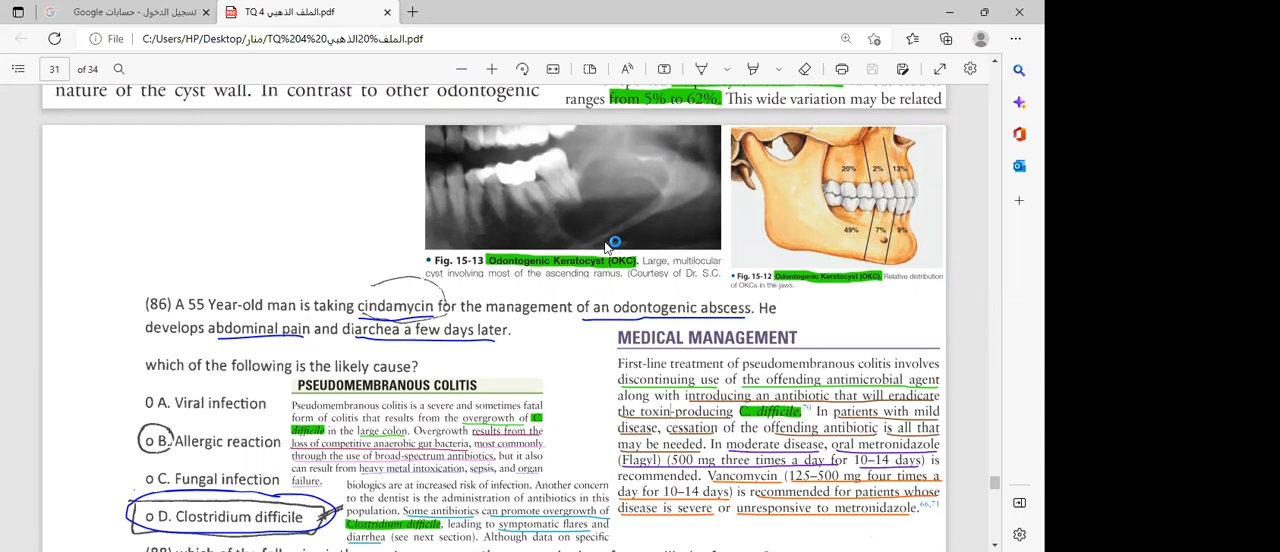 تسجيل الدخول - حسابات Google
الملف الذهبي TQ 4.pdf
File
C:/Users/HP/Desktop/منار/TQ%204%20الملف%20الذهبي.pdf
31 of 34
nature of the cyst wall. In contrast to other odontogenic
ranges from 5% to 62%. This wide variation may be related
20% 2% 13%
49% 7% 9%
• Fig. 15-13 Odontogenic Keratocyst (OKC). Large, multilocular
cyst involving most of the ascending ramus. (Courtesy of Dr. S.C.
• Fig. 15-12 Odontogenic Keratocyst (OKC). Relative distribution
of OKCs in the jaws.
(86) A 55 Year-old man is taking cindamycin for the management of an odontogenic abscess. He
develops abdominal pain and diarrhea a few days later.
which of the following is the likely cause?
0 A. Viral infection
o B. Allergic reaction
o C. Fungal infection
o D. Clostridium difficile
PSEUDOMEMBRANOUS COLITIS
Pseudomembranous colitis is a severe and sometimes fatal
form of colitis that results from the overgrowth of C.
difficile in the large colon. Overgrowth results from the
loss of competitive anaerobic gut bacteria, most commonly
through the use of broad-spectrum antibiotics, but it also
can result from heavy metal intoxication, sepsis, and organ
failure.
biologics are at increased risk of infection. Another concern
to the dentist is the administration of antibiotics in this
population. Some antibiotics can promote overgrowth of
Clostridium difficile, leading to symptomatic flares and
diarrhea (see next section). Although data on specific
MEDICAL MANAGEMENT
First-line treatment of pseudomembranous colitis involves
discontinuing use of the offending antimicrobial agent
along with introducing an antibiotic that will eradicate
the toxin-producing C. difficile.70 In patients with mild
disease, cessation of the offending antibiotic is all that
may be needed. In moderate disease, oral metronidazole
(Flagyl) (500 mg three times a day for 10–14 days) is
recommended. Vancomycin (125–500 mg four times a
day for 10–14 days) is recommended for patients whose
disease is severe or unresponsive to metronidazole.66,71